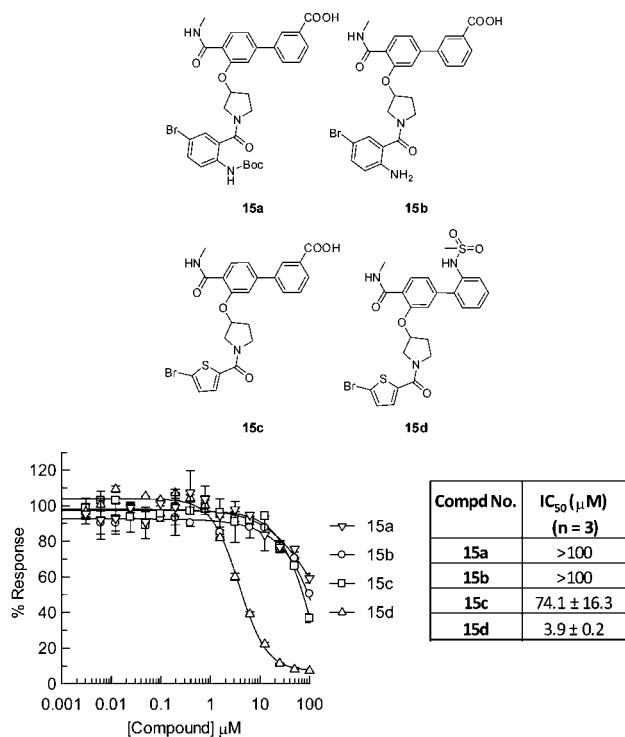 COOH
HN
O
O
N
Br
O
N
H
Boc
15a
COOH
HN
O
O
N
Br
O
NH2
15b
COOH
HN
O
O
N
S
Br
O
15c
O
S
O
NH
HN
O
O
N
S
Br
O
15d
120
100
80
60
40
20
0
% Response
0.001 0.01 0.1 1 10 100
[Compound] μM
15a
15b
15c
15d
Compd No. IC50 (μM) (n = 3)
15a >100
15b >100
15c 74.1 ± 16.3
15d 3.9 ± 0.2